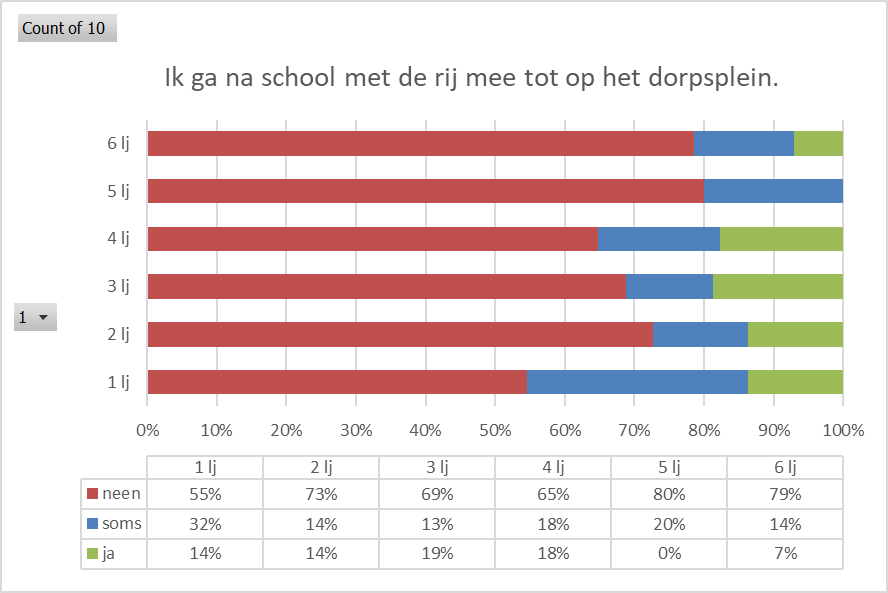 Count of 10
Ik ga na school met de rij mee tot op het dorpsplein.
6 lj
5 lj
4 lj
3 lj
2 lj
1 lj
1
0% 10% 20% 30% 40% 50% 60% 70% 80% 90% 100%
1 lj 2 lj 3 lj 4 lj 5 lj 6 lj
neen 55% 73% 69% 65% 80% 79%
soms 32% 14% 13% 18% 20% 14%
ja 14% 14% 19% 18% 0% 7%